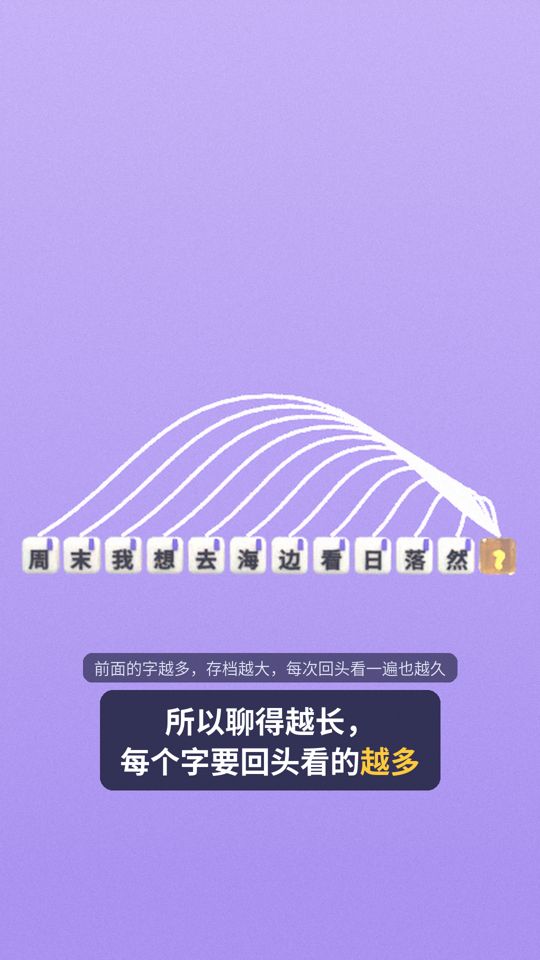 周末我想去海边看日落然?
前面的字越多，存档越大，每次回头看一遍也越久
所以聊得越长，
每个字要回头看的越多